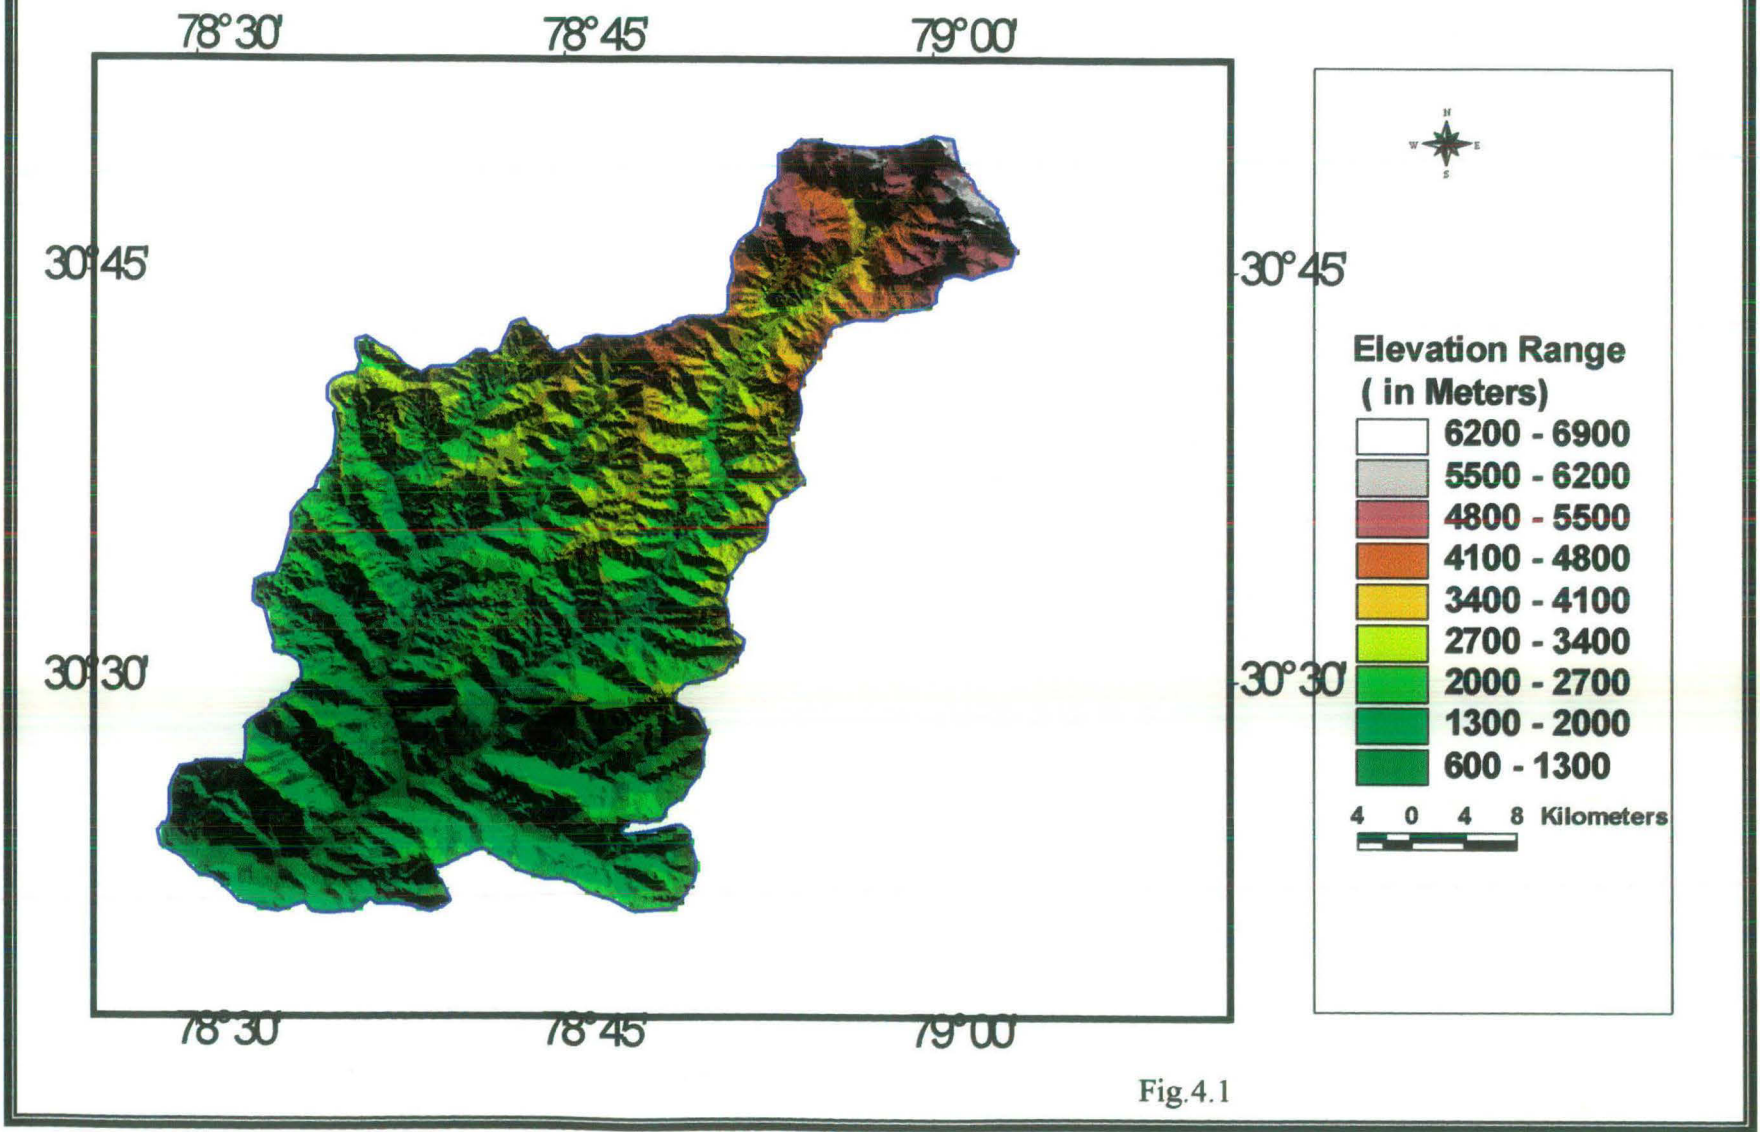 78°30' 78°45' 79°00'
N
W E
S
30°45' 30°45'
Elevation Range
( in Meters)
6200 - 6900
5500 - 6200
4800 - 5500
4100 - 4800
3400 - 4100
2700 - 3400
30°30' 30°30'
2000 - 2700
1300 - 2000
600 - 1300
4 0 4 8 Kilometers
78°30' 78°45' 79°00'
Fig.4.1